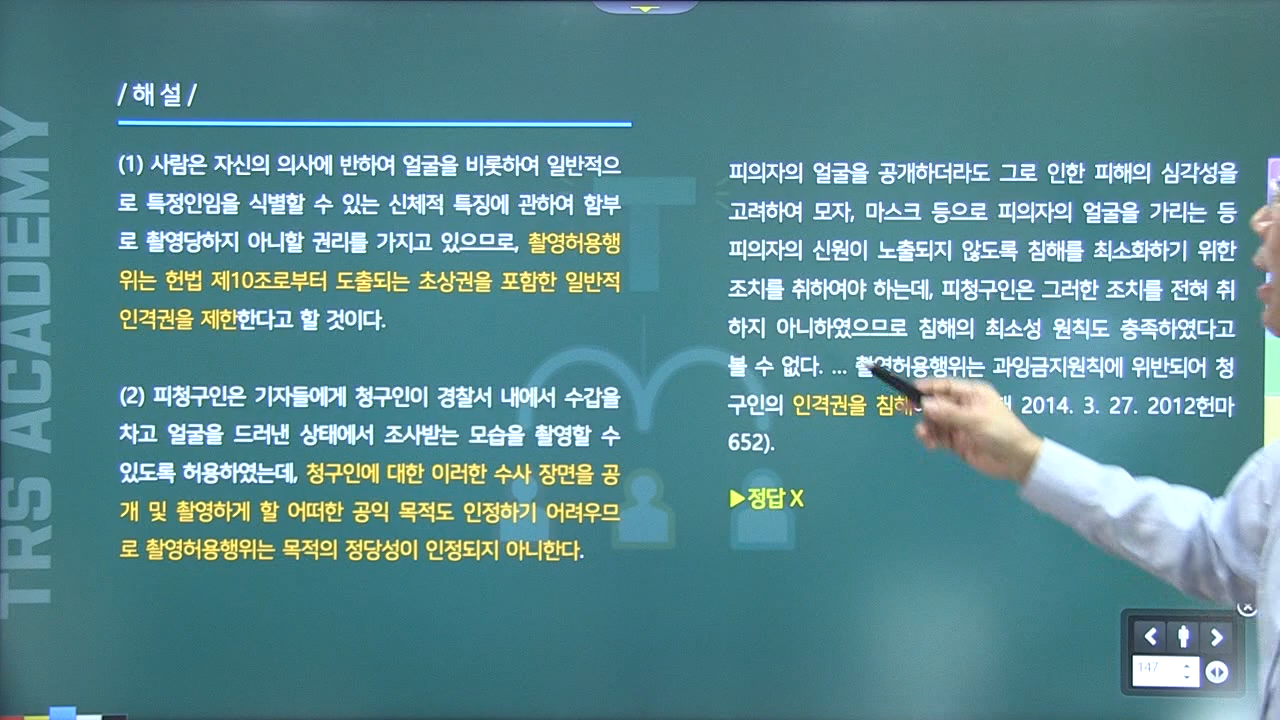 / 해 설 /
(1) 사람은 자신의 의사에 반하여 얼굴을 비롯하여 일반적으
로 특정인임을 식별할 수 있는 신체적 특징에 관하여 함부
로 촬영당하지 아니할 권리를 가지고 있으므로, 촬영허용행
위는 헌법 제10조로부터 도출되는 초상권을 포함한 일반적
인격권을 제한한다고 할 것이다.
(2) 피청구인은 기자들에게 청구인이 경찰서 내에서 수갑을
차고 얼굴을 드러낸 상태에서 조사받는 모습을 촬영할 수
있도록 허용하였는데, 청구인에 대한 이러한 수사 장면을 공
개 및 촬영하게 할 어떠한 공익 목적도 인정하기 어려우므
로 촬영허용행위는 목적의 정당성이 인정되지 아니한다.
피의자의 얼굴을 공개하더라도 그로 인한 피해의 심각성을
고려하여 모자, 마스크 등으로 피의자의 얼굴을 가리는 등
피의자의 신원이 노출되지 않도록 침해를 최소화하기 위한
조치를 취하여야 하는데, 피청구인은 그러한 조치를 전혀 취
하지 아니하였으므로 침해의 최소성 원칙도 충족하였다고
볼 수 없다. ... 촬영허용행위는 과잉금지원칙에 위반되어 청
구인의 인격권을 침해 2014. 3. 27. 2012헌마
652).
▶정답 X
TRS ACADEMY
147